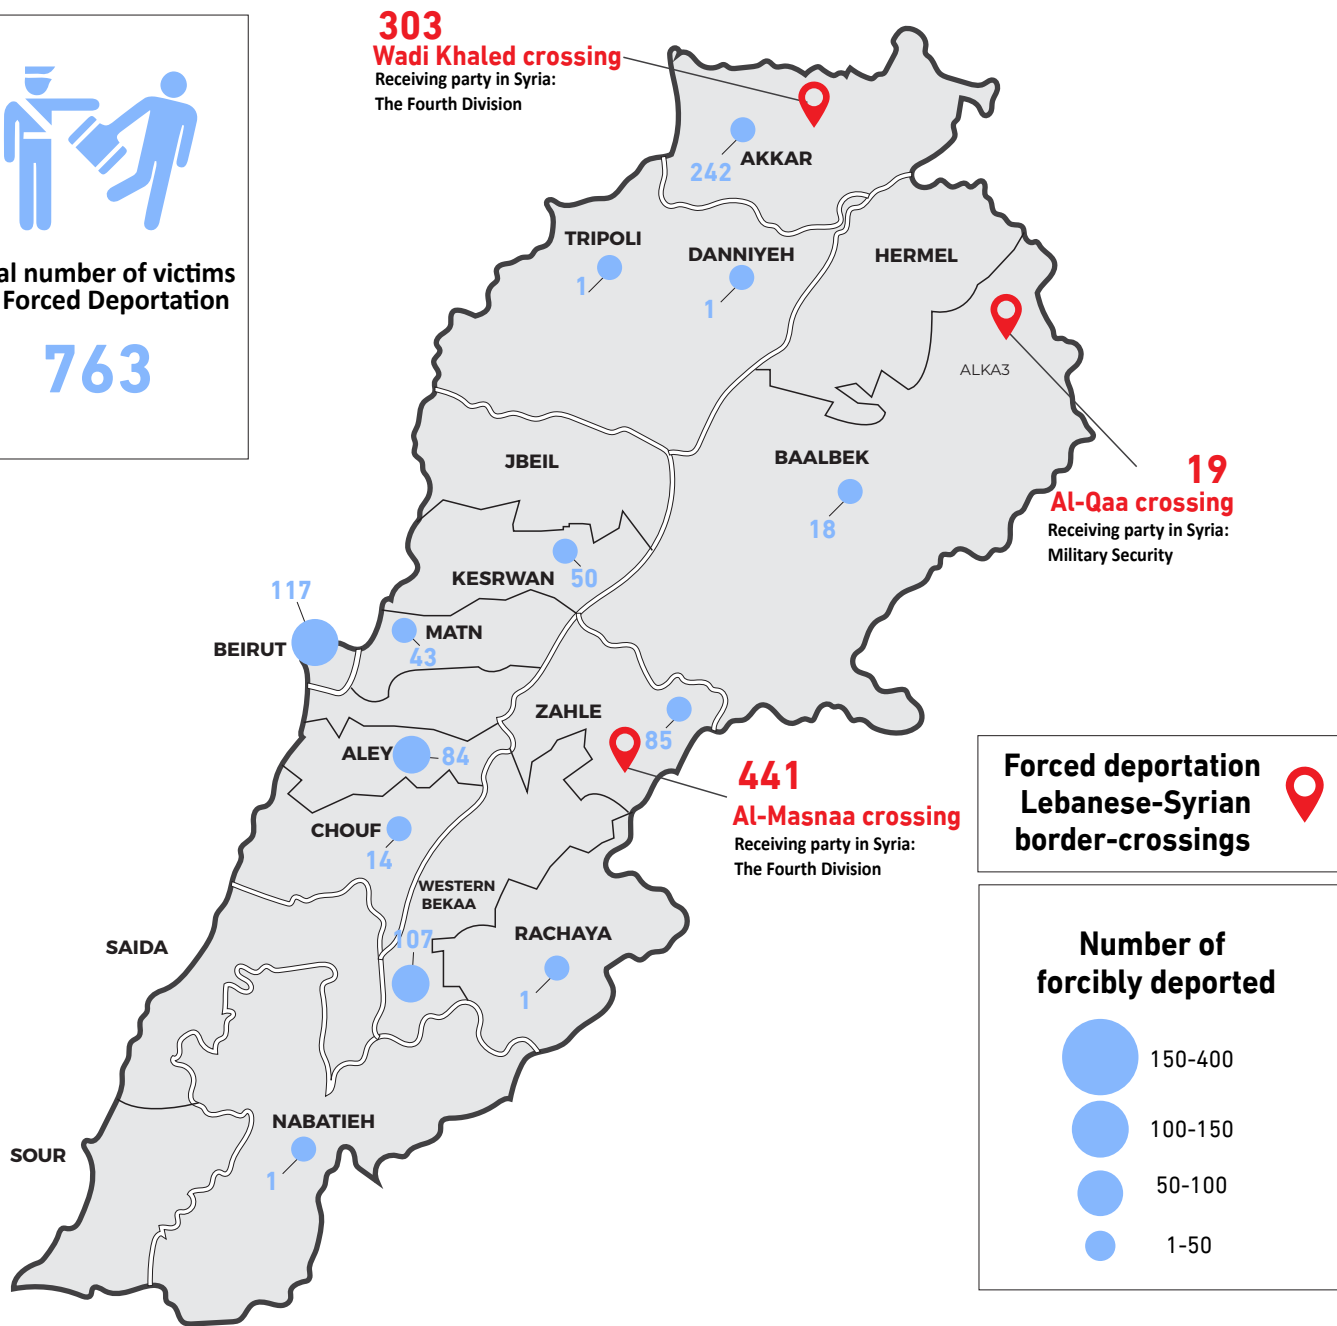 303
Wadi Khaled crossing
Receiving party in Syria:
The Fourth Division
al number of victims
Forced Deportation
763
AKKAR
242
TRIPOLI
1
DANNIYEH
1
HERMEL
ALKA3
19
Al-Qaa crossing
Receiving party in Syria:
Military Security
JBEIL
BAALBEK
18
KESRWAN
50
117
BEIRUT
MATN
43
ZAHLE
85
ALEY
84
441
Al-Masnaa crossing
Receiving party in Syria:
The Fourth Division
CHOUF
14
WESTERN
BEKAA
107
RACHAYA
1
SAIDA
NABATIEH
1
SOUR
Forced deportation
Lebanese-Syrian
border-crossings
Number of
forcibly deported
150-400
100-150
50-100
1-50